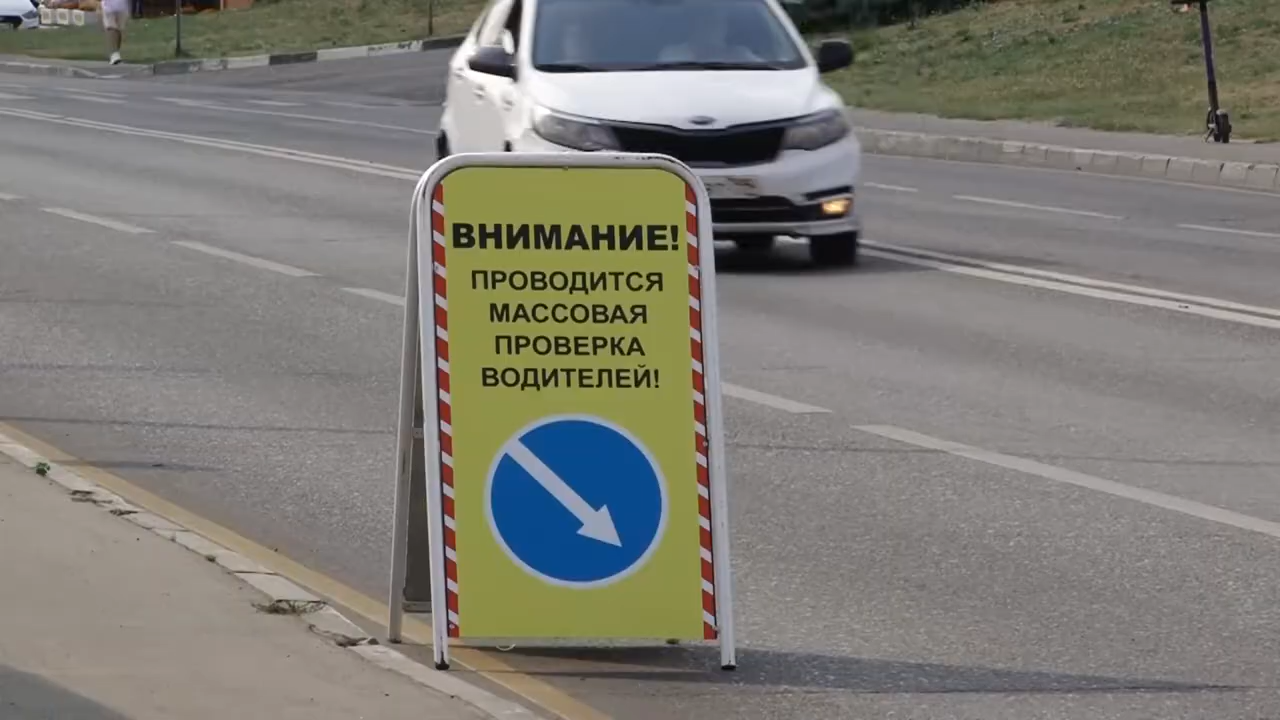 ВНИМАНИЕ!
ПРОВОДИТСЯ
МАССОВАЯ
ПРОВЕРКА
ВОДИТЕЛЕЙ!